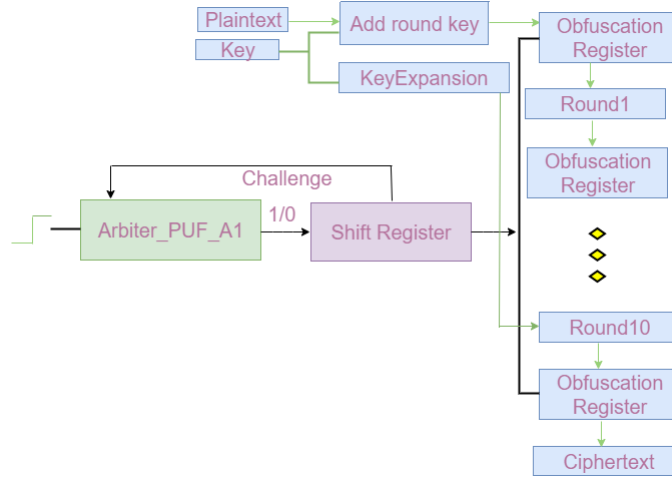 Plaintext
Add round key
Obfuscation
Register
Key
KeyExpansion
Round1
Obfuscation
Register
Challenge
Arbiter_PUF_A1
1/0
Shift Register
Round10
Obfuscation
Register
Ciphertext